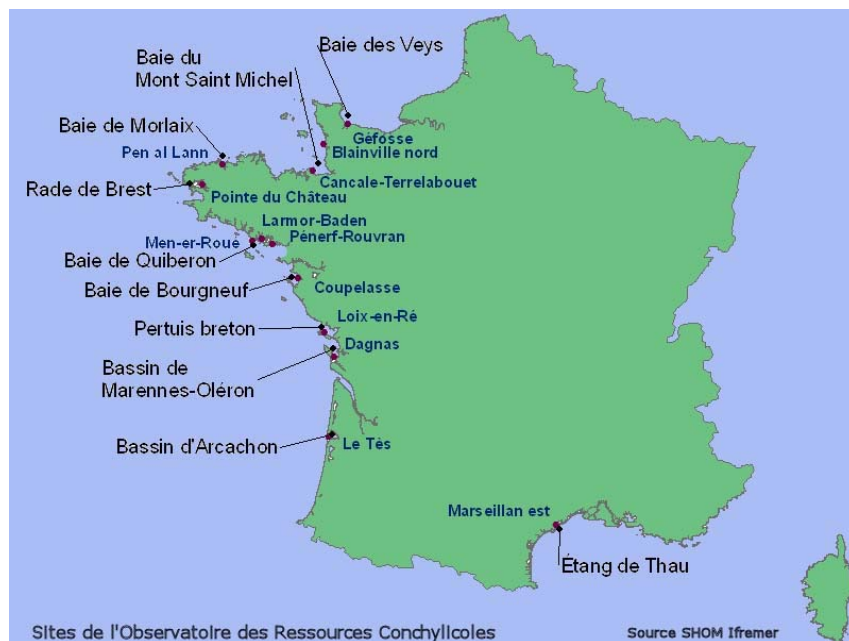 Baie des Veys
Baie du
Mont Saint Michel
Géfosse
Baie de Morlaix
Blainville nord
Pen al Lann
Cancale-Terrelabouet
Rade de Brest
Pointe du Château
Larmor-Baden
Men-er-Roué
Pénerf-Rouvran
Baie de Quiberon
Baie de Bourgneuf
Coupelasse
Loix-en-Ré
Pertuis breton
Dagnas
Bassin de
Marennes-Oléron
Bassin d'Arcachon
Le Tès
Marseillan est
Étang de Thau
Sites de l'Observatoire des Ressources Conchylicoles
Source SHOM Ifremer